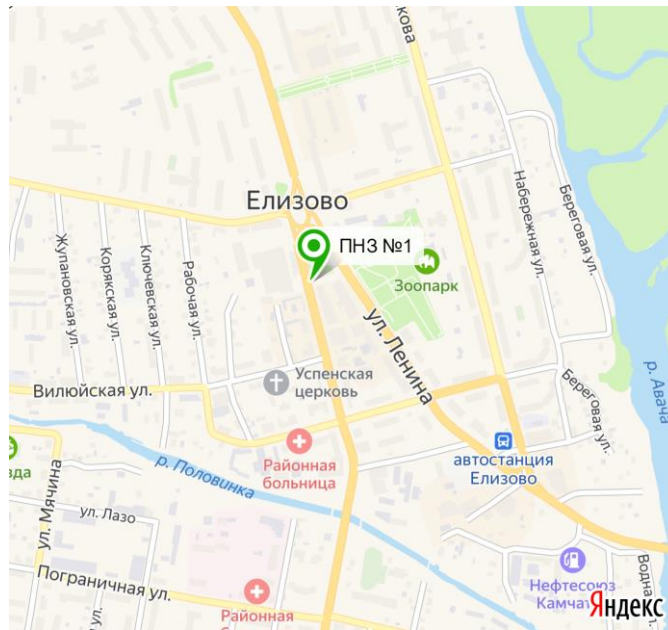 кова
Елизово
ПНЗ №1
Зоопарк
Набережная ул.
Береговая ул.
Жупановская ул.
Корякская ул.
Ключевская ул.
Рабочая ул.
ул. Ленина
Успенская
церковь
Вилюйская ул.
р. Авача
Береговая ул.
Районная
больница
автостанция
Елизово
зда
р. Половинка
ул. Мячина
ул. Лазо
Пограничная ул.
Районная
Нефтесоюз
Камчат
Водна
Яндекс